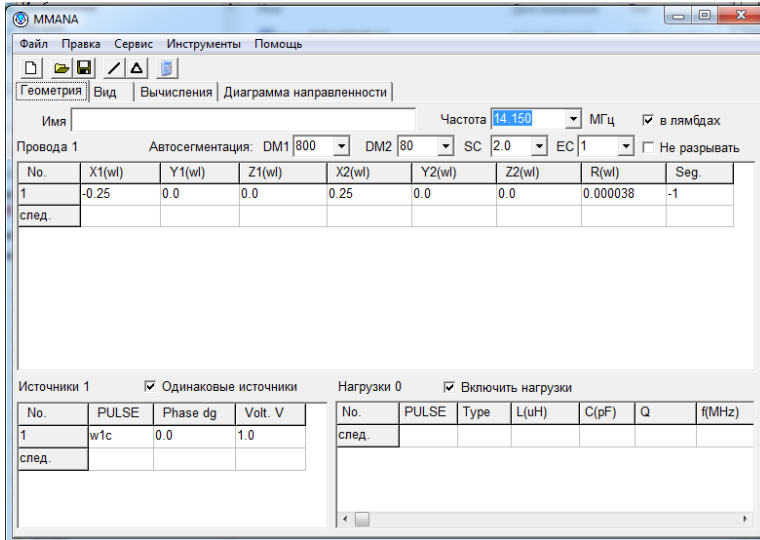 MMANA
Файл Правка Сервис Инструменты Помощь
Геометрия Вид Вычисления Диаграмма направленности
Имя Частота 14.150 МГц в лямбдах
Провода 1 Автосегментация: DM1 800 DM2 80 SC 2.0 EC 1 Не разрывать
No. X1(wl) Y1(wl) Z1(wl) X2(wl) Y2(wl) Z2(wl) R(wl) Seg.
1 -0.25 0.0 0.0 0.25 0.0 0.0 0.000038 -1
след.
Источники 1 Одинаковые источники Нагрузки 0 Включить нагрузки
No. PULSE Phase dg Volt. V No. PULSE Type L(uH) C(pF) Q f(MHz)
1 w1c 0.0 1.0 след.
след.